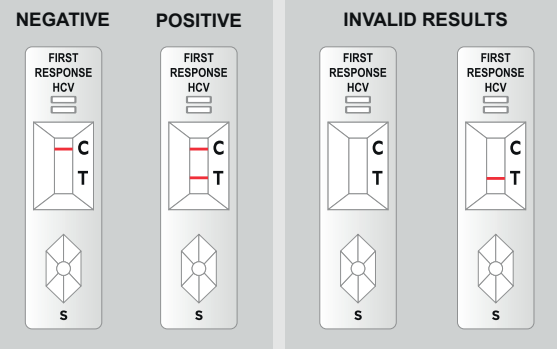 NEGATIVE
POSITIVE
INVALID RESULTS
FIRST
RESPONSE
HCV
C
T
S
FIRST
RESPONSE
HCV
C
T
S
FIRST
RESPONSE
HCV
C
T
S
FIRST
RESPONSE
HCV
C
T
S